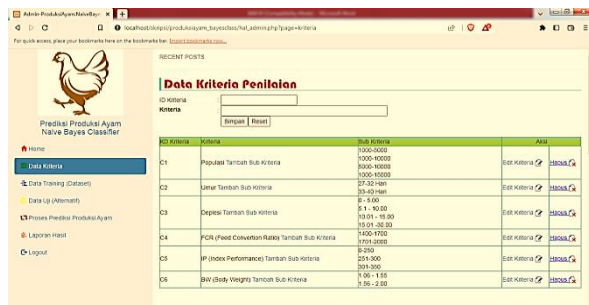 Admin-ProduksiAyamNaiveBaye
localhost/skripsi/produksiayam_bayesclass/hal_admin.php?page=kriteria
For quick access, place your bookmarks here on the bookmarks bar. Import bookmarks now...
Prediksi Produksi Ayam
Naive Bayes Classifier
Home
Data Kriteria
Data Training (Dataset)
Data Uji (Alternatif)
Proses Prediksi Produksi Ayam
Laporan Hasil
Logout
RECENT POSTS
Data Kriteria Penilaian
ID Kriteria :
Kriteria :
Simpan Reset
KD Kriteria Kriteria Sub Kriteria Aksi
C1 Populasi Tambah Sub Kriteria 1000-5000 Edit Kriteria Hapus
1000-10000
5000-10000
1000-15000
C2 Umur Tambah Sub Kriteria 27-32 Hari Edit Kriteria Hapus
33-40 Hari
C3 Deplesi Tambah Sub Kriteria 0 - 5.00 Edit Kriteria Hapus
5.1 - 10.00
10.01 - 15.00
15.01 -50.00
C4 FCR (Feed Convertion Ratio) Tambah Sub Kriteria 1400-1700 Edit Kriteria Hapus
1701-2000
C5 IP (Index Performance) Tambah Sub Kriteria 0-250 Edit Kriteria Hapus
251-300
301-350
C6 BW (Body Weight) Tambah Sub Kriteria 1.06 - 1.55 Edit Kriteria Hapus
1.56 - 2.00